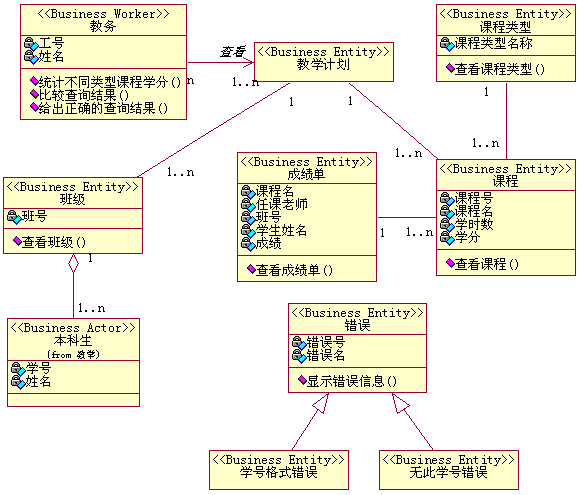 <<Business Worker>>
教务
工号
姓名
统计不同类型课程学分()
比较查询结果()
给出正确的查询结果()
查看
n
1..n
<<Business Entity>>
教学计划
1
1
<<Business Entity>>
课程类型
课程类型名称
查看课程类型()
1
1..n
1..n
1..n
<<Business Entity>>
班级
班号
查看班级()
1
1..n
<<Business Entity>>
成绩单
课程名
任课老师
班号
学生姓名
成绩
查看成绩单()
1
1..n
<<Business Entity>>
课程
课程号
课程名
学时数
学分
查看课程()
<<Business Actor>>
本科生
(from 教学)
学号
姓名
<<Business Entity>>
错误
错误号
错误名
显示错误信息()
<<Business Entity>>
学号格式错误
<<Business Entity>>
无此学号错误